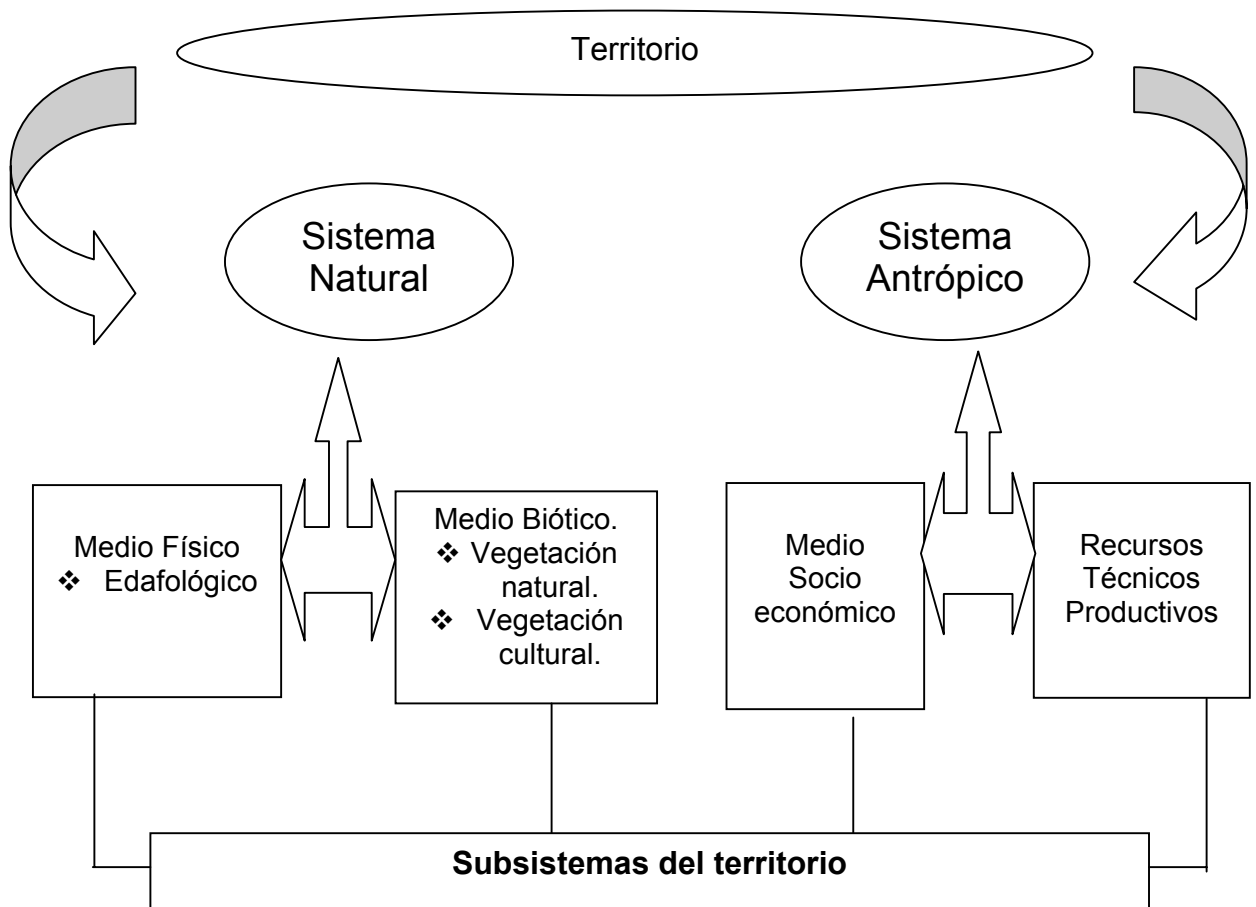 Territorio
Sistema
Natural
Sistema
Antrópico
Medio Físico
❖ Edafológico
Medio Biótico.
❖ Vegetación
natural.
❖ Vegetación
cultural.
Medio
Socio
económico
Recursos
Técnicos
Productivos
Subsistemas del territorio